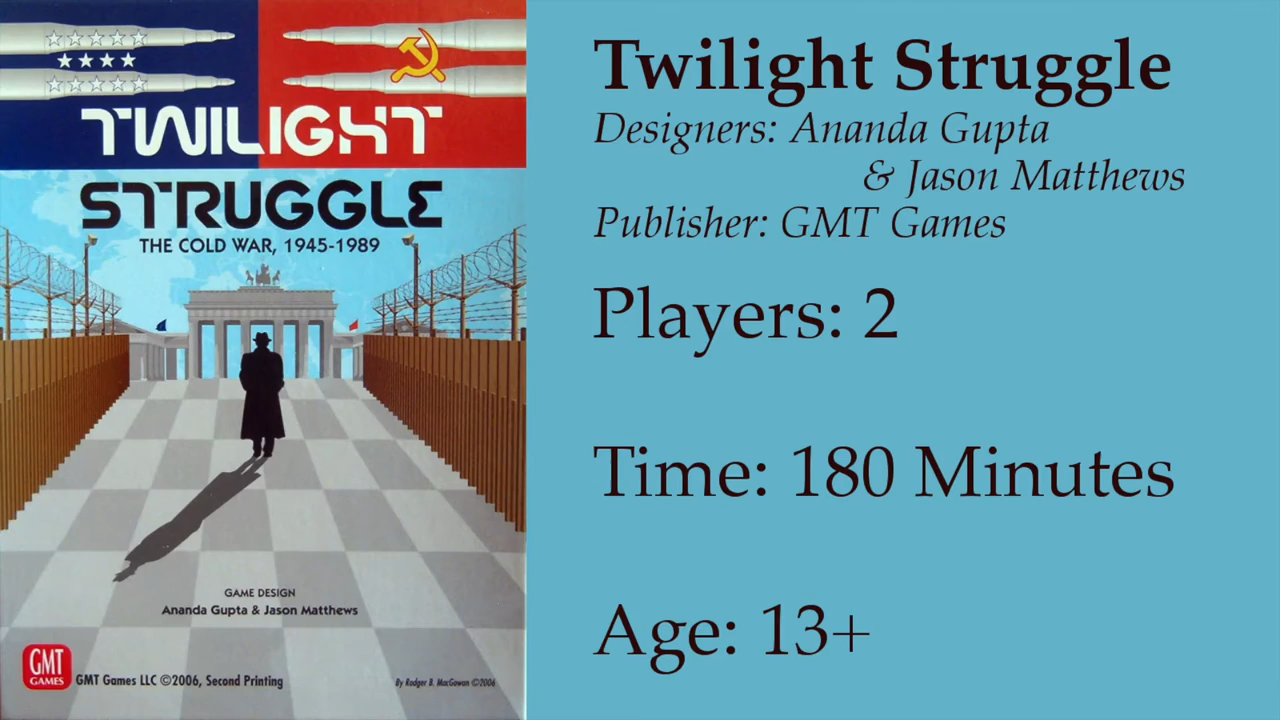 TWILIGHT
STRUGGLE
THE COLD WAR, 1945-1989
GAME DESIGN
Ananda Gupta & Jason Matthews
GMT
GAMES
GMT Games LLC ©2006, Second Printing
By Rodger B. MacGowan ©2006
Twilight Struggle
Designers: Ananda Gupta
& Jason Matthews
Publisher: GMT Games
Players: 2
Time: 180 Minutes
Age: 13+